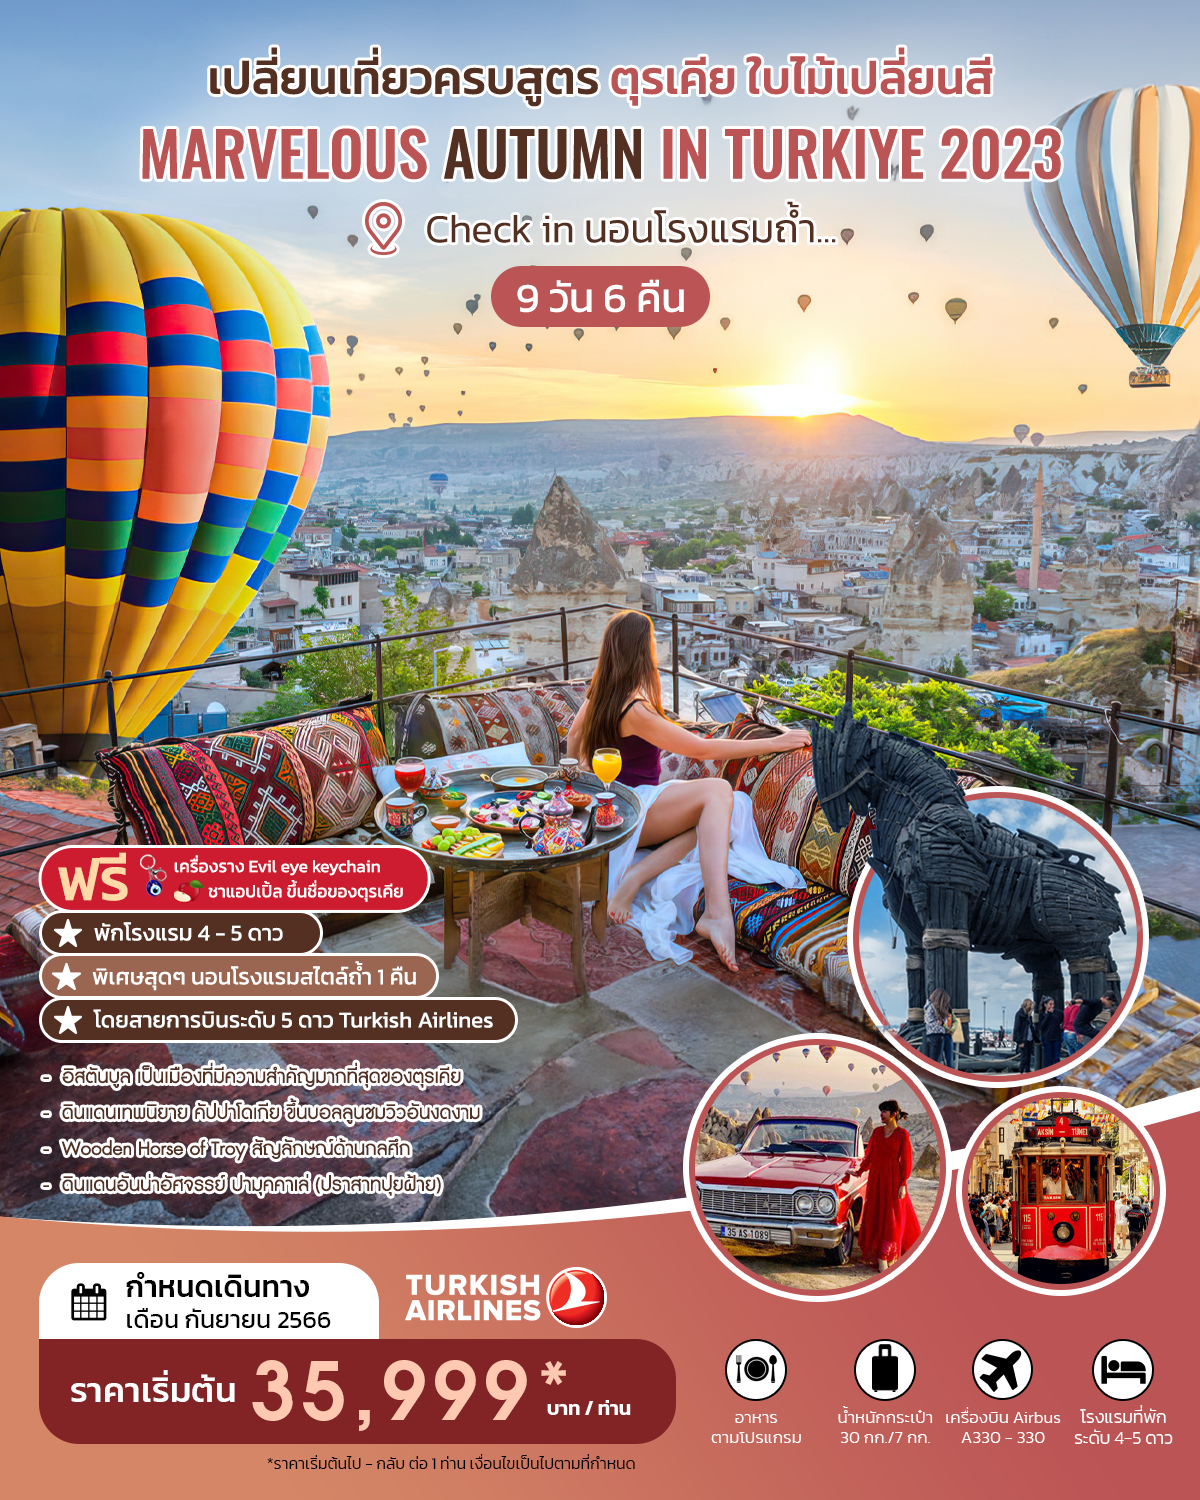 เปลี่ยนเที่ยวครบสูตร ตุรเคีย ใบไม้เปลี่ยนสี
MARVELOUS AUTUMN IN TURKIYE 2023
Check in นอนโรงแรมถ้ำ...
9 วัน 6 คืน
ฟรี
เครื่องราง Evil eye keychain
ชาแอปเปิ้ล ขึ้นชื่อของตุรเคีย
พักโรงแรม 4 - 5 ดาว
พิเศษสุดๆ นอนโรงแรมสไตล์ถ้ำ 1 คืน
โดยสายการบินระดับ 5 ดาว Turkish Airlines
- อิสตันบูล เป็นเมืองที่มีความสำคัญมากที่สุดของตุรเคีย
- ดินแดนเทพนิยาย คัปปาโดเกีย ขึ้นบอลลูนชมวิวอันงดงาม
- Wooden Horse of Troy สัญลักษณ์ด้านกลศึก
- ดินแดนอันน่าอัศจรรย์ ปามุคคาเล่ (ปราสาทปุยฝ้าย)
35 AS 1089
4
AKSİM - TÜNEL
115
115
กำหนดเดินทาง
เดือน กันยายน 2566
TURKISH
AIRLINES
ราคาเริ่มต้น 35,999* บาท / ท่าน
*ราคาเริ่มต้นไป - กลับ ต่อ 1 ท่าน เงื่อนไขเป็นไปตามที่กำหนด
อาหาร
ตามโปรแกรม
น้ำหนักกระเป๋า
30 กก./7 กก.
เครื่องบิน Airbus
A330 - 330
โรงแรมที่พัก
ระดับ 4-5 ดาว